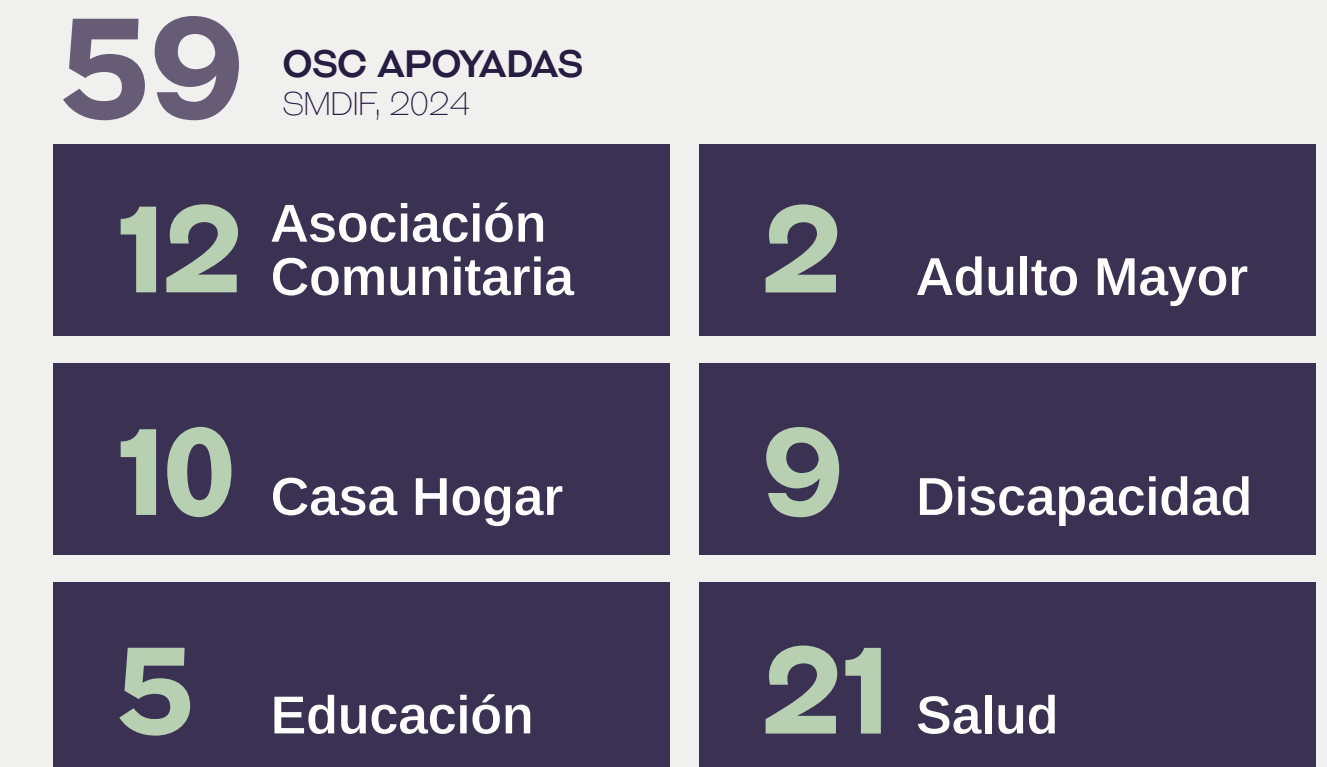 59
OSC APOYADAS
SMDIF, 2024
12
Asociación
Comunitaria
2
Adulto Mayor
10
Casa Hogar
9
Discapacidad
5
Educación
21
Salud